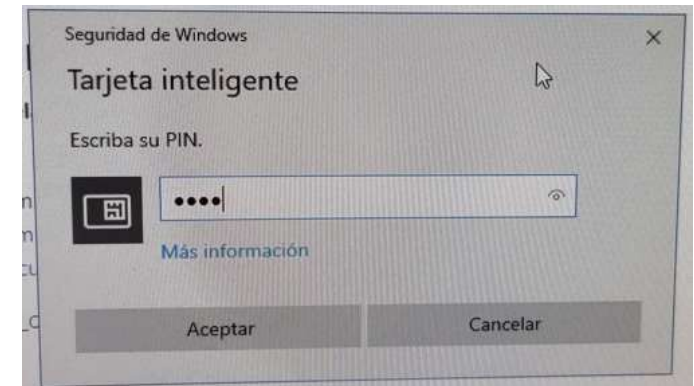 Seguridad de Windows
Tarjeta inteligente
Escriba su PIN.
••••
Más información
Aceptar
Cancelar